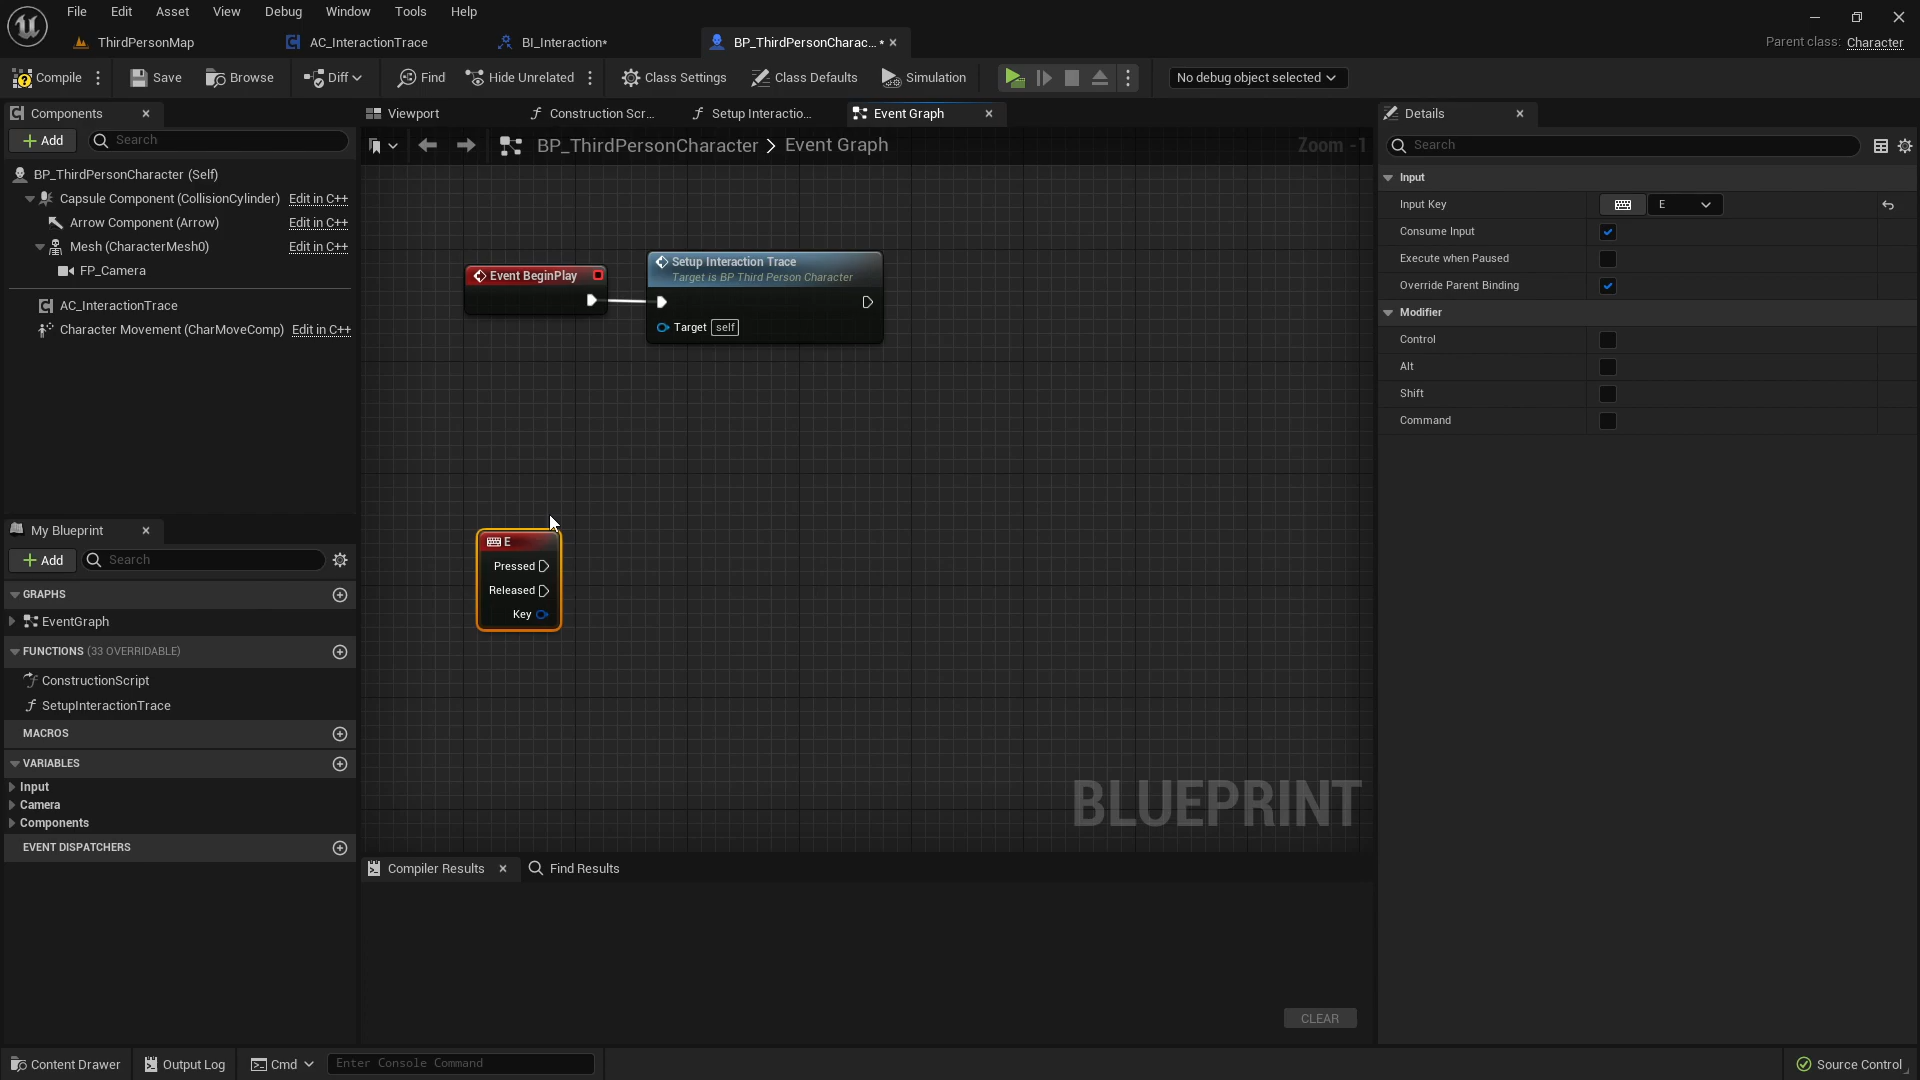 File Edit Asset View Debug Window Tools Help
ThirdPersonMap AC_InteractionTrace BI_Interaction* BP_ThirdPersonCharac... *
Parent class: Character
Compile Save Browse Diff Find Hide Unrelated Class Settings Class Defaults Simulation No debug object selected
Components
Add Search
BP_ThirdPersonCharacter (Self)
Capsule Component (CollisionCylinder) Edit in C++
Arrow Component (Arrow) Edit in C++
Mesh (CharacterMesh0) Edit in C++
FP_Camera
AC_InteractionTrace
Character Movement (CharMoveComp) Edit in C++
My Blueprint
Add Search
GRAPHS
EventGraph
FUNCTIONS (33 OVERRIDABLE)
ConstructionScript
SetupInteractionTrace
MACROS
VARIABLES
Input
Camera
Components
EVENT DISPATCHERS
Viewport Construction Scr... Setup Interactio... Event Graph
BP_ThirdPersonCharacter > Event Graph Zoom -1
Event BeginPlay
Setup Interaction Trace
Target is BP Third Person Character
Target self
E
Pressed
Released
Key
BLUEPRINT
Compiler Results Find Results
CLEAR
Details
Search
Input
Input Key E
Consume Input
Execute when Paused
Override Parent Binding
Modifier
Control
Alt
Shift
Command
Content Drawer Output Log Cmd Enter Console Command Source Control